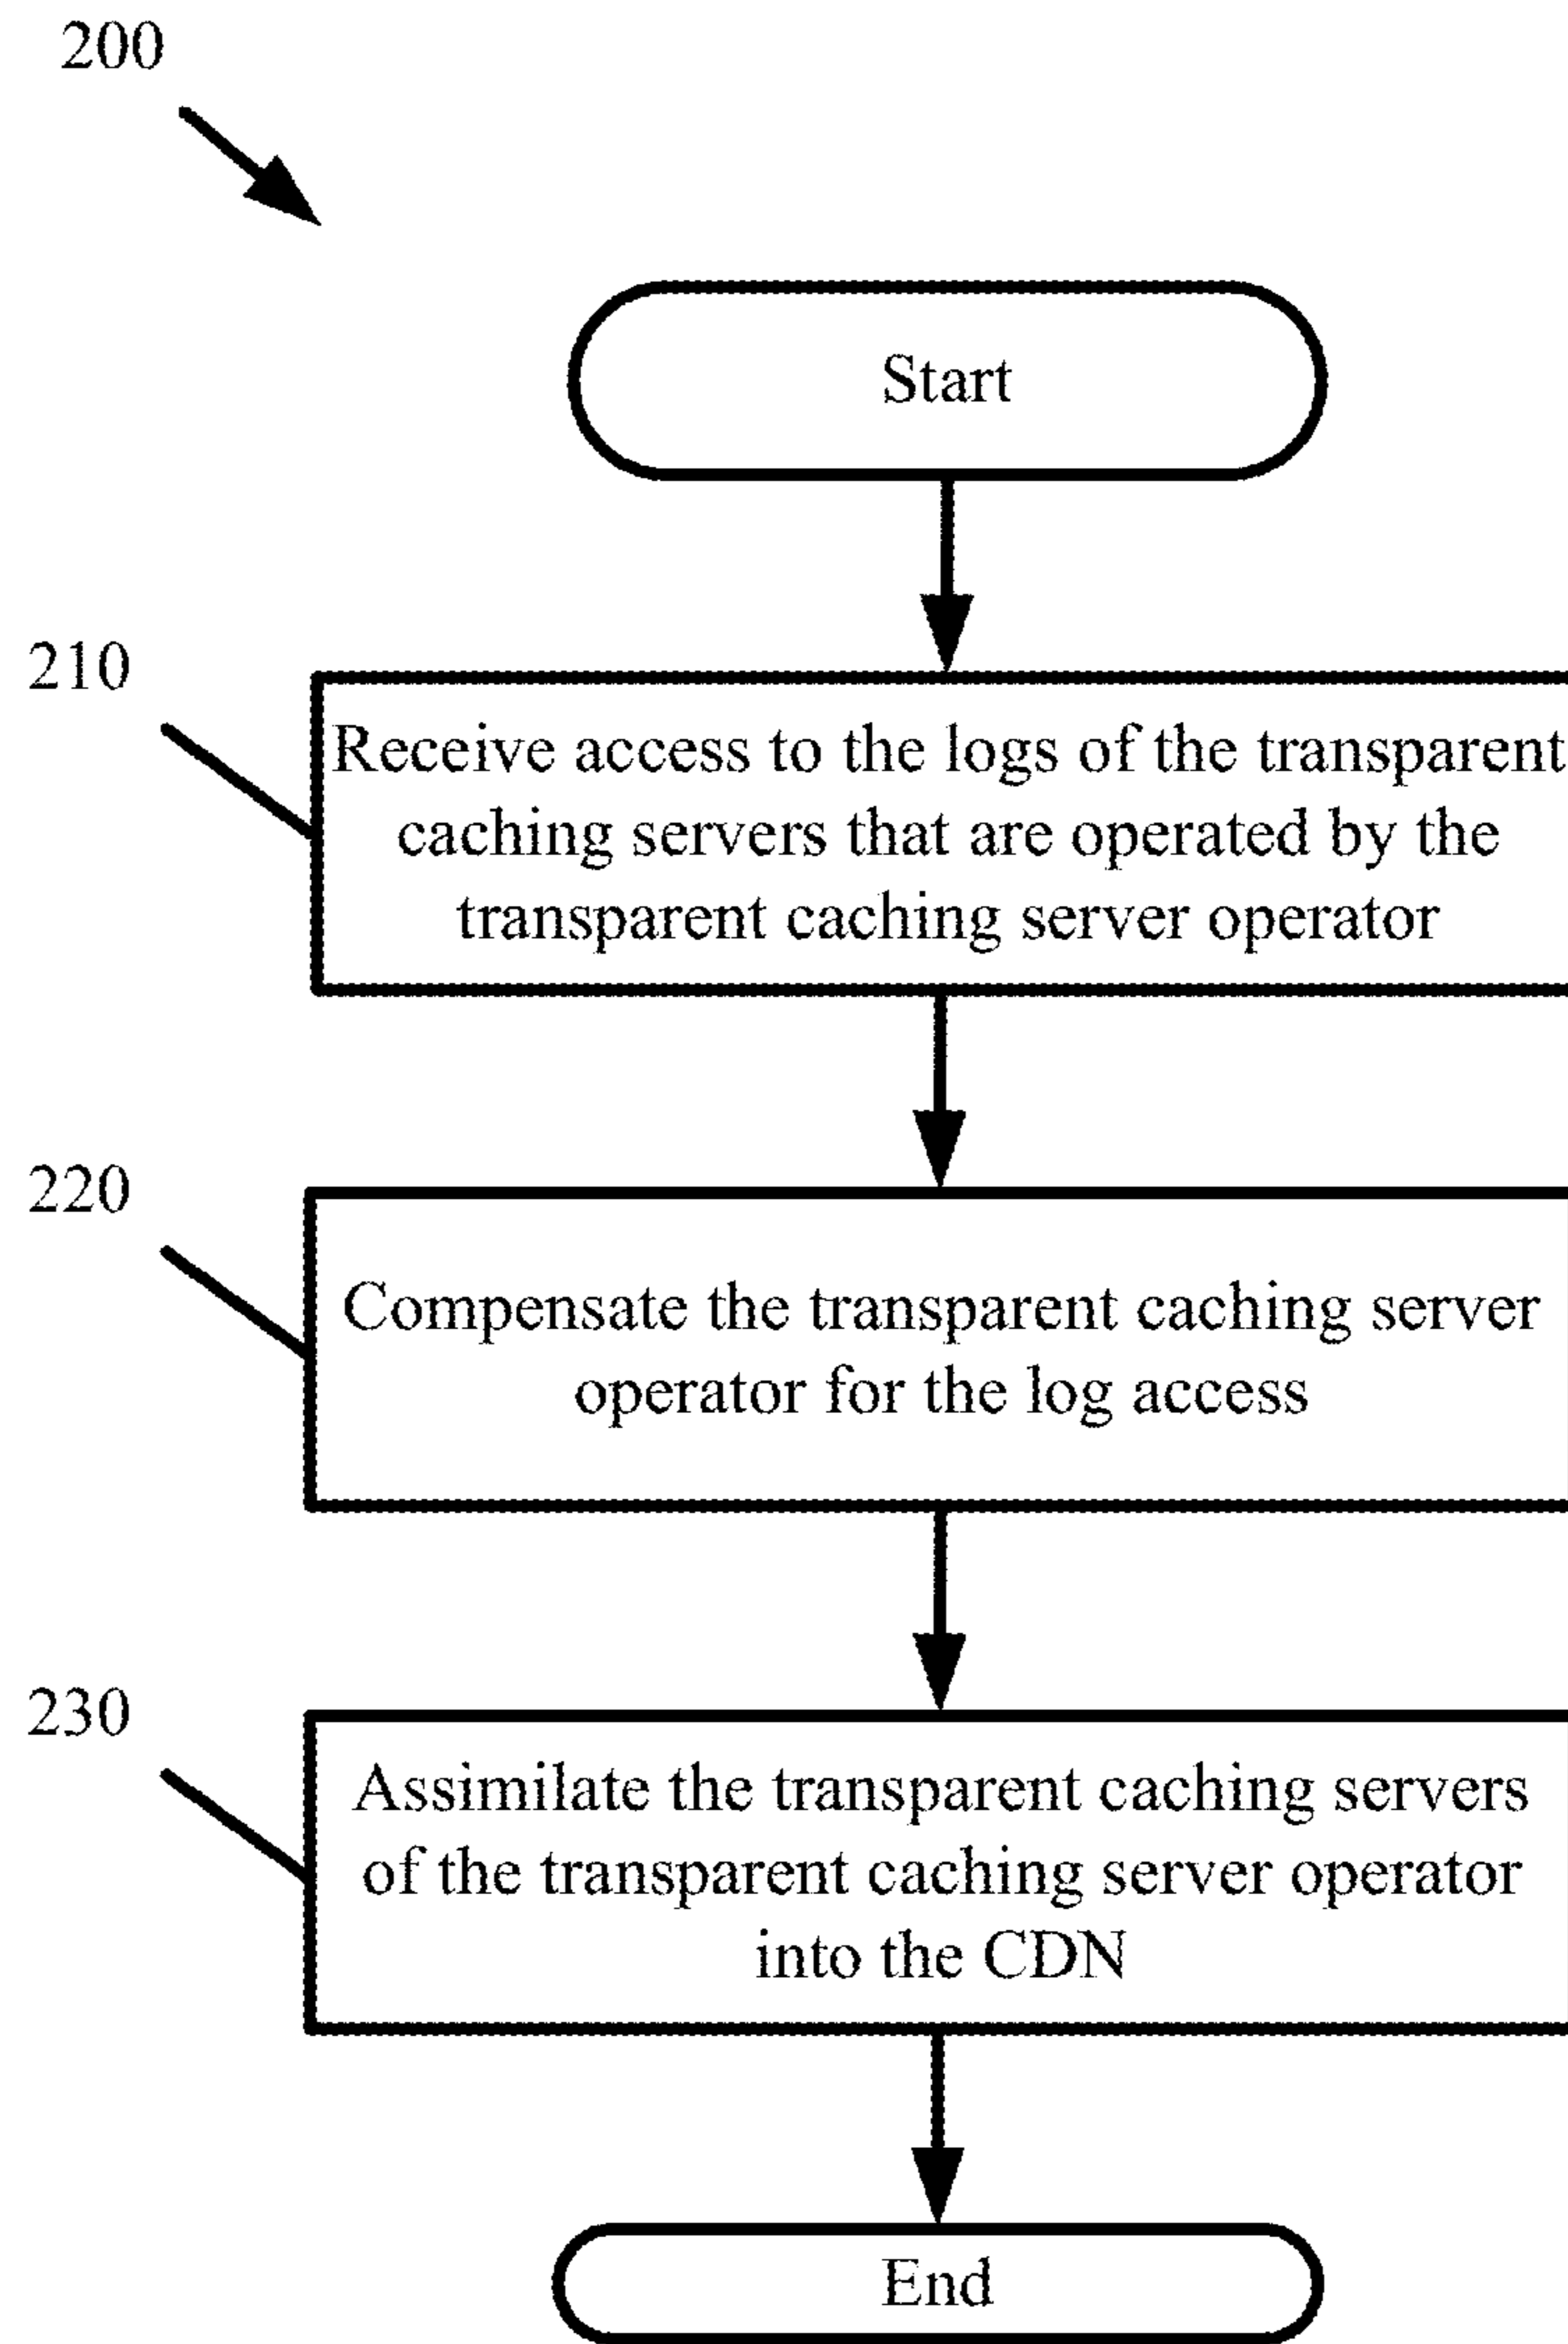 200
Start
210
Receive access to the logs of the transparent
caching servers that are operated by the
transparent caching server operator
220
Compensate the transparent caching server
operator for the log access
230
Assimilate the transparent caching servers
of the transparent caching server operator
into the CDN
End